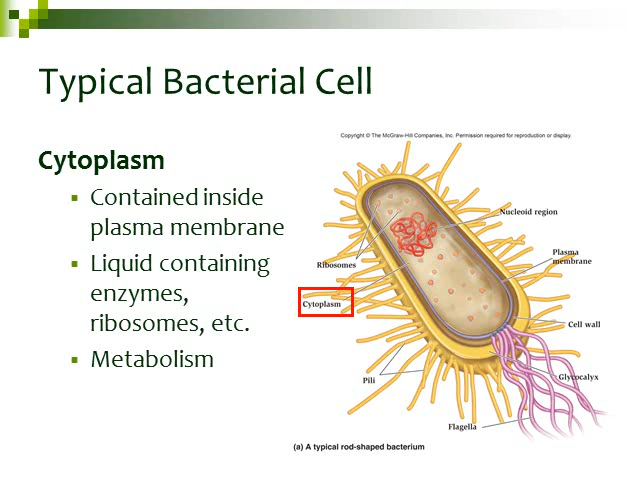 Typical Bacterial Cell
Copyright © The McGraw-Hill Companies, Inc. Permission required for reproduction or display.
Cytoplasm
▪ Contained inside
plasma membrane
▪ Liquid containing
enzymes,
ribosomes, etc.
▪ Metabolism
Nucleoid region
Plasma
membrane
Ribosomes
Cytoplasm
Cell wall
Glycocalyx
Pili
Flagella
(a) A typical rod-shaped bacterium